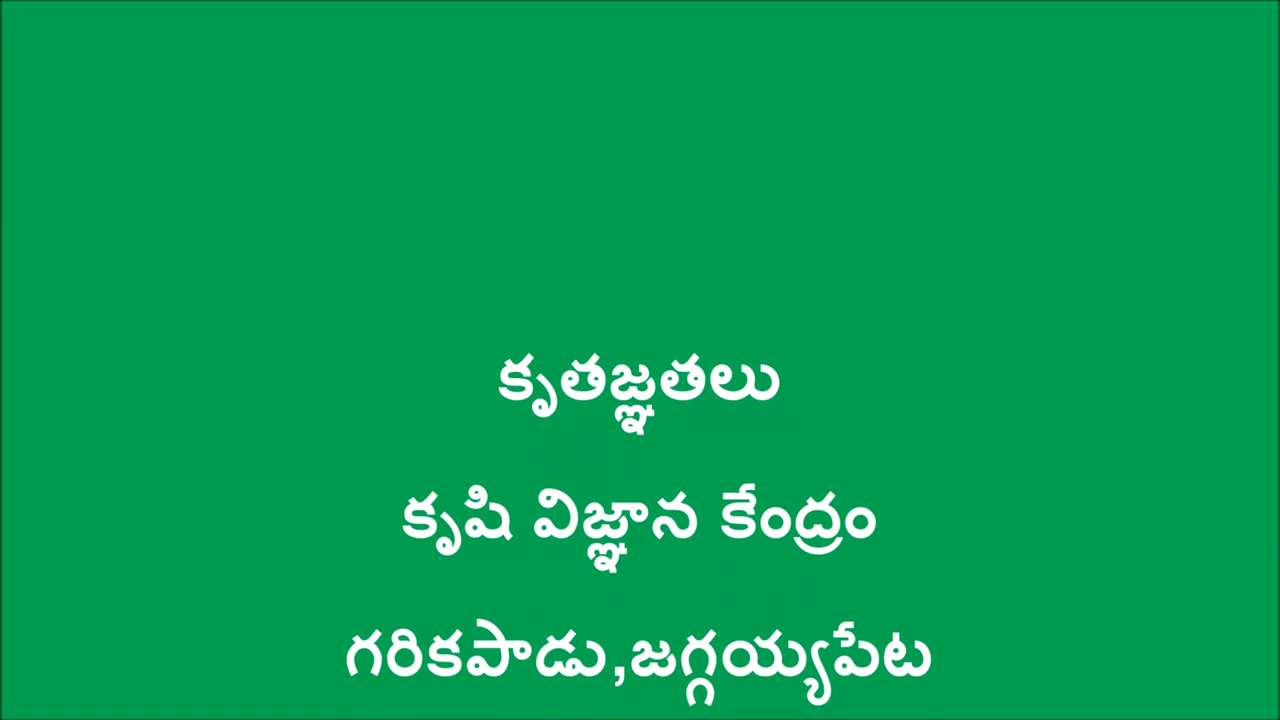 కృతజ్ఞతలు
కృషి విజ్ఞాన కేంద్రం
గరికపాడు,జగ్గయ్యపేట